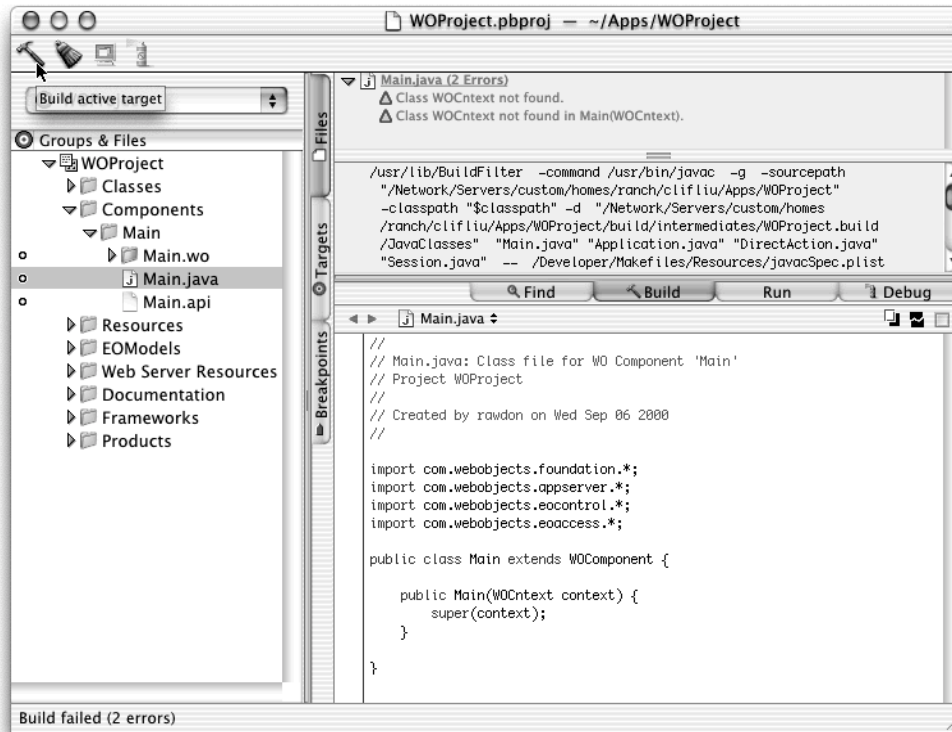 WOProject.pbproj — ~/Apps/WOProject
Build active target
Groups & Files
WOProject
Classes
Components
Main
Main.wo
Main.java
Main.api
Resources
EOModels
Web Server Resources
Documentation
Frameworks
Products
Files
Targets
Breakpoints
Main.java (2 Errors)
Class WOCntext not found.
Class WOCntext not found in Main(WOCntext).
/usr/lib/BuildFilter -command /usr/bin/javac -g -sourcepath
"/Network/Servers/custom/homes/ranch/clifliu/Apps/WOProject"
-classpath "$classpath" -d "/Network/Servers/custom/homes
/ranch/clifliu/Apps/WOProject/build/intermediates/WOProject.build
/JavaClasses" "Main.java" "Application.java" "DirectAction.java"
"Session.java" -- /Developer/Makefiles/Resources/javacSpec.plist
Find
Build
Run
Debug
Main.java
//
// Main.java: Class file for WO Component 'Main'
// Project WOProject
//
// Created by rawdon on Wed Sep 06 2000
//
import com.webobjects.foundation.*;
import com.webobjects.appserver.*;
import com.webobjects.eocontrol.*;
import com.webobjects.eoaccess.*;
public class Main extends WOComponent {
public Main(WOCntext context) {
super(context);
}
}
Build failed (2 errors)